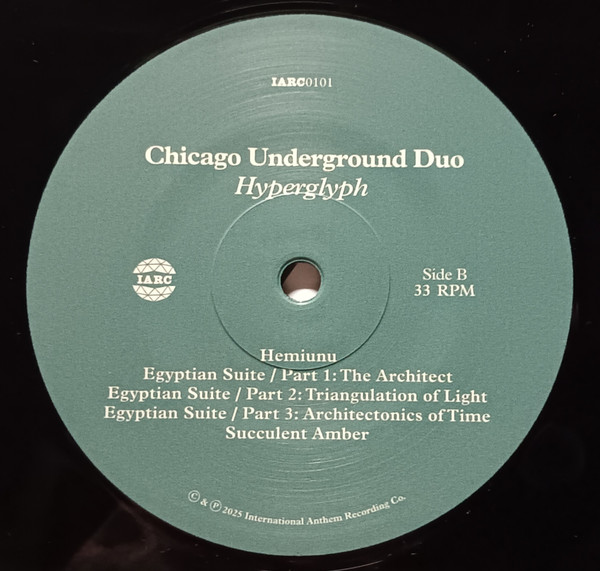 IARC0101
Chicago Underground Duo
Hyperglyph
IARC
Side B
33 RPM
Hemiunu
Egyptian Suite / Part 1: The Architect
Egyptian Suite / Part 2: Triangulation of Light
Egyptian Suite / Part 3: Architectonics of Time
Succulent Amber
Ⓒ & Ⓟ 2025 International Anthem Recording Co.